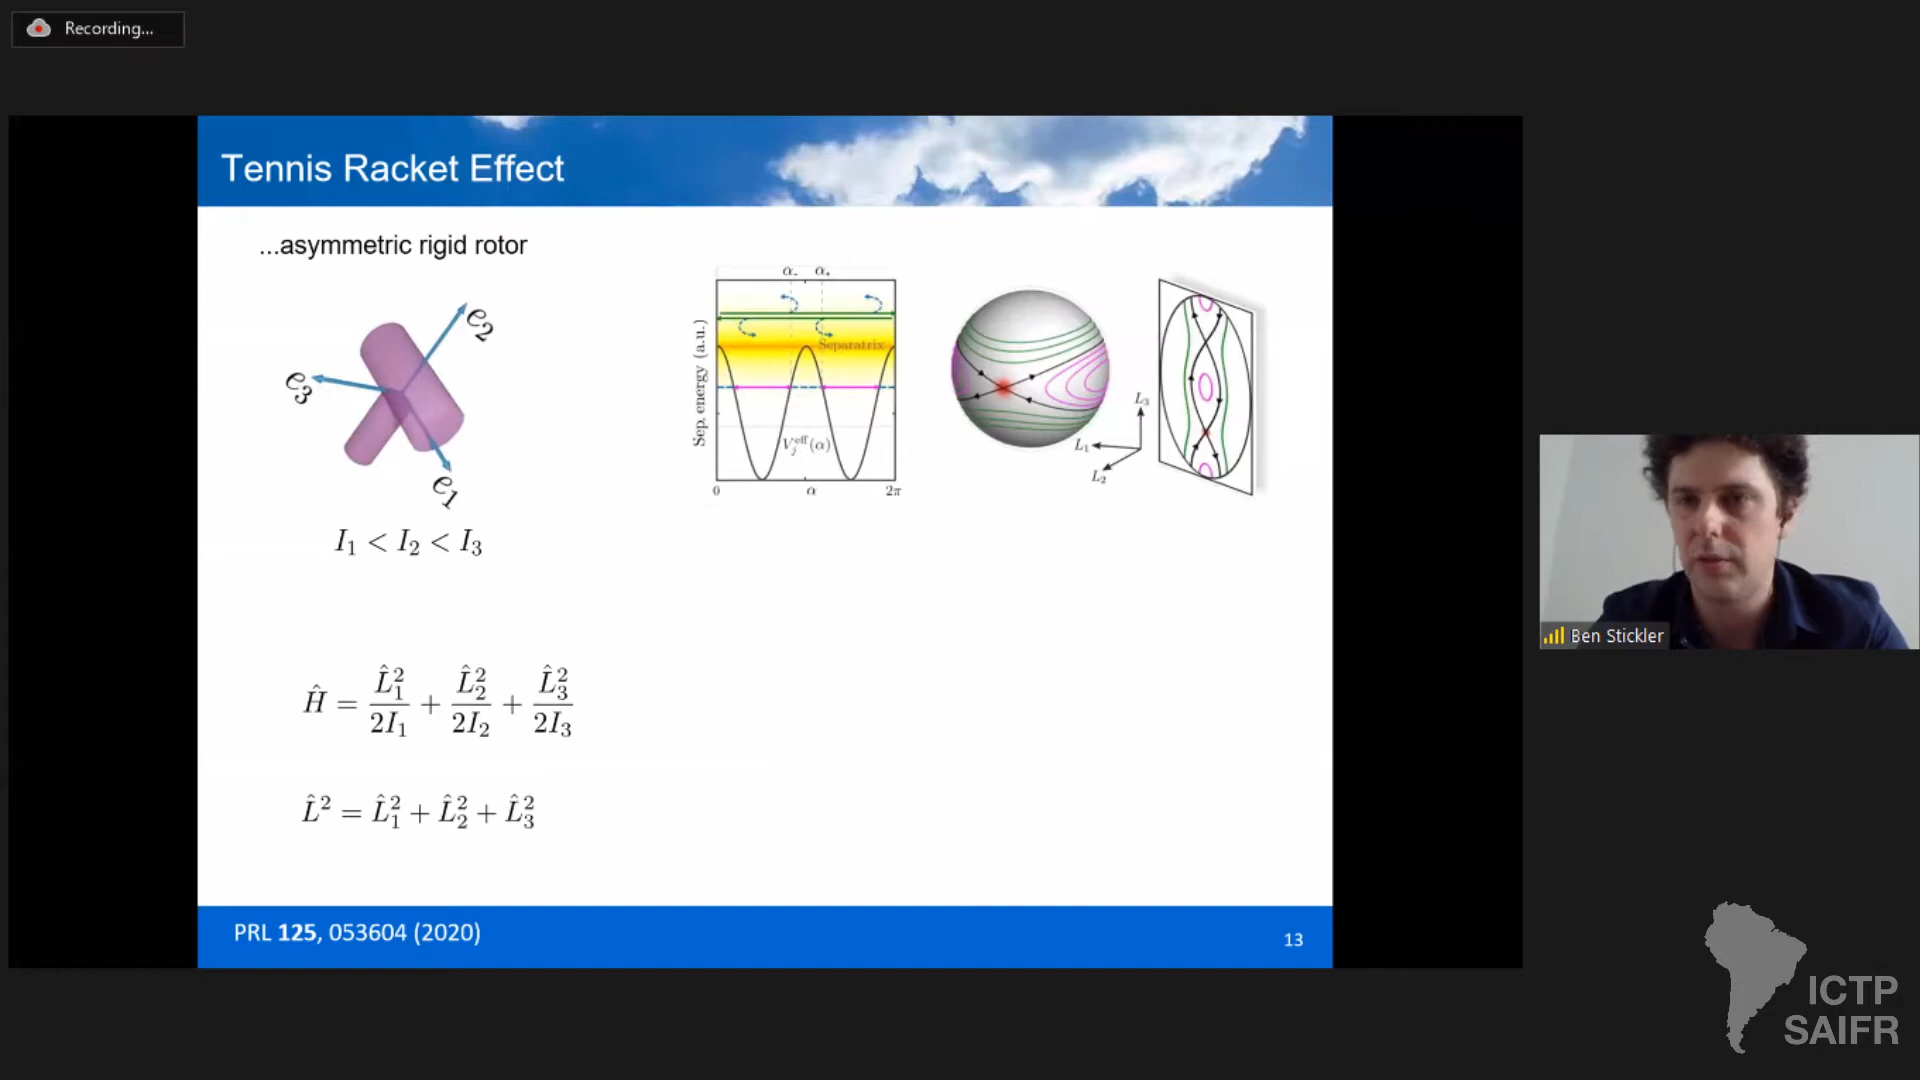 Recording...
Tennis Racket Effect
...asymmetric rigid rotor
e₂
e₃
e₁
I₁ < I₂ < I₃
α₋ α₊
Sep. energy (a.u.)
Separatrix
V_j^eff(α)
0 α 2π
L₃
L₁
L₂
Ĥ = L̂₁²/2I₁ + L̂₂²/2I₂ + L̂₃²/2I₃
L̂² = L̂₁² + L̂₂² + L̂₃²
PRL 125, 053604 (2020)
13
Ben Stickler
ICTP
SAIFR